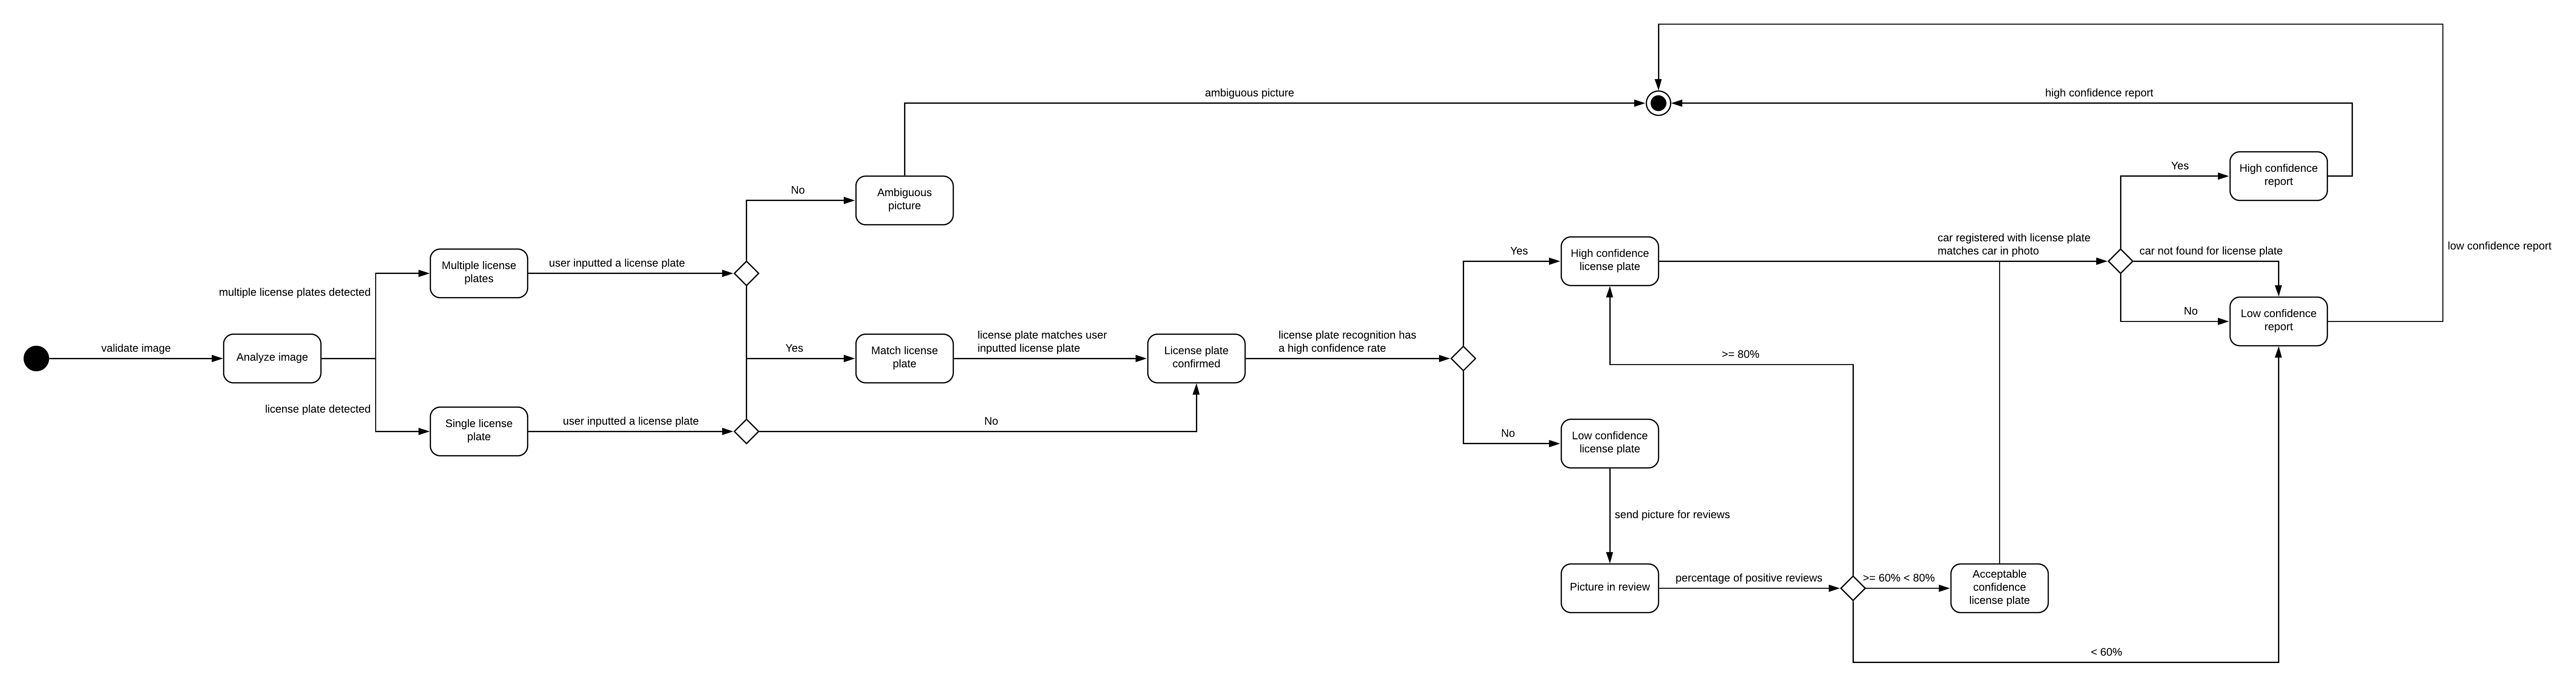 ambiguous picture
high confidence report
Yes
High confidence
report
No
Ambiguous
picture
car registered with license plate
matches car in photo
car not found for license plate
low confidence report
Yes
High confidence
license plate
Multiple license
plates
user inputted a license plate
multiple license plates detected
No
Low confidence
report
validate image
Analyze image
Yes
Match license
plate
license plate matches user
inputted license plate
License plate
confirmed
license plate recognition has
a high confidence rate
>= 80%
license plate detected
Single license
plate
user inputted a license plate
No
No
Low confidence
license plate
send picture for reviews
Picture in review
percentage of positive reviews
>= 60% < 80%
Acceptable
confidence
license plate
< 60%